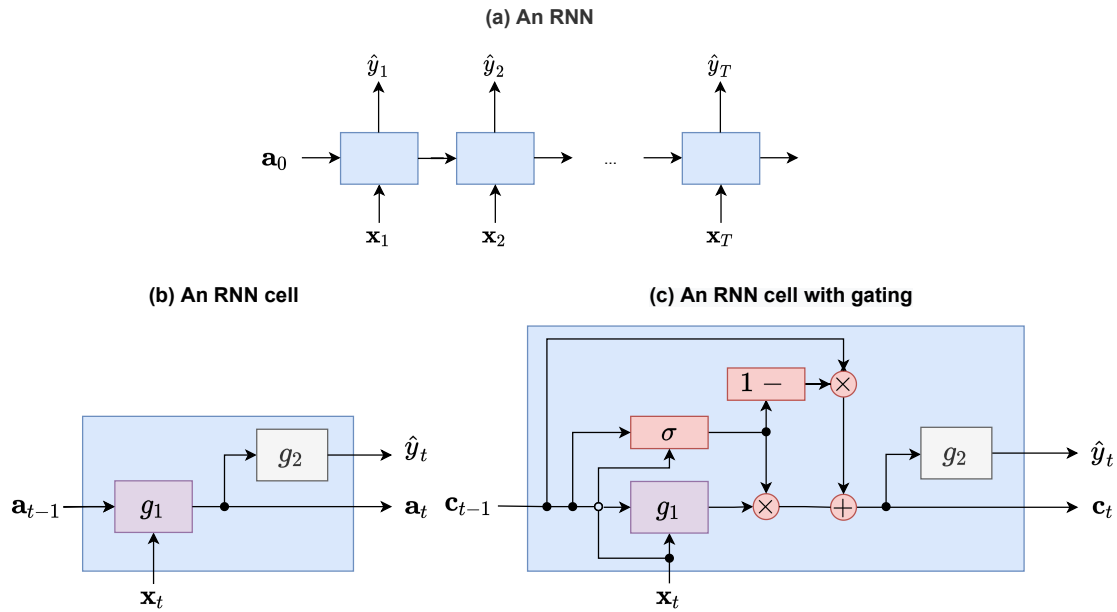 (a) An RNN
ŷ₁ ŷ₂ ŷ_T
a₀ ...
x₁ x₂ x_T
(b) An RNN cell
g₂ ŷ_t
a_{t−1} g₁ a_t
x_t
(c) An RNN cell with gating
1 − ×
σ
g₂ ŷ_t
c_{t−1} g₁ × + c_t
x_t